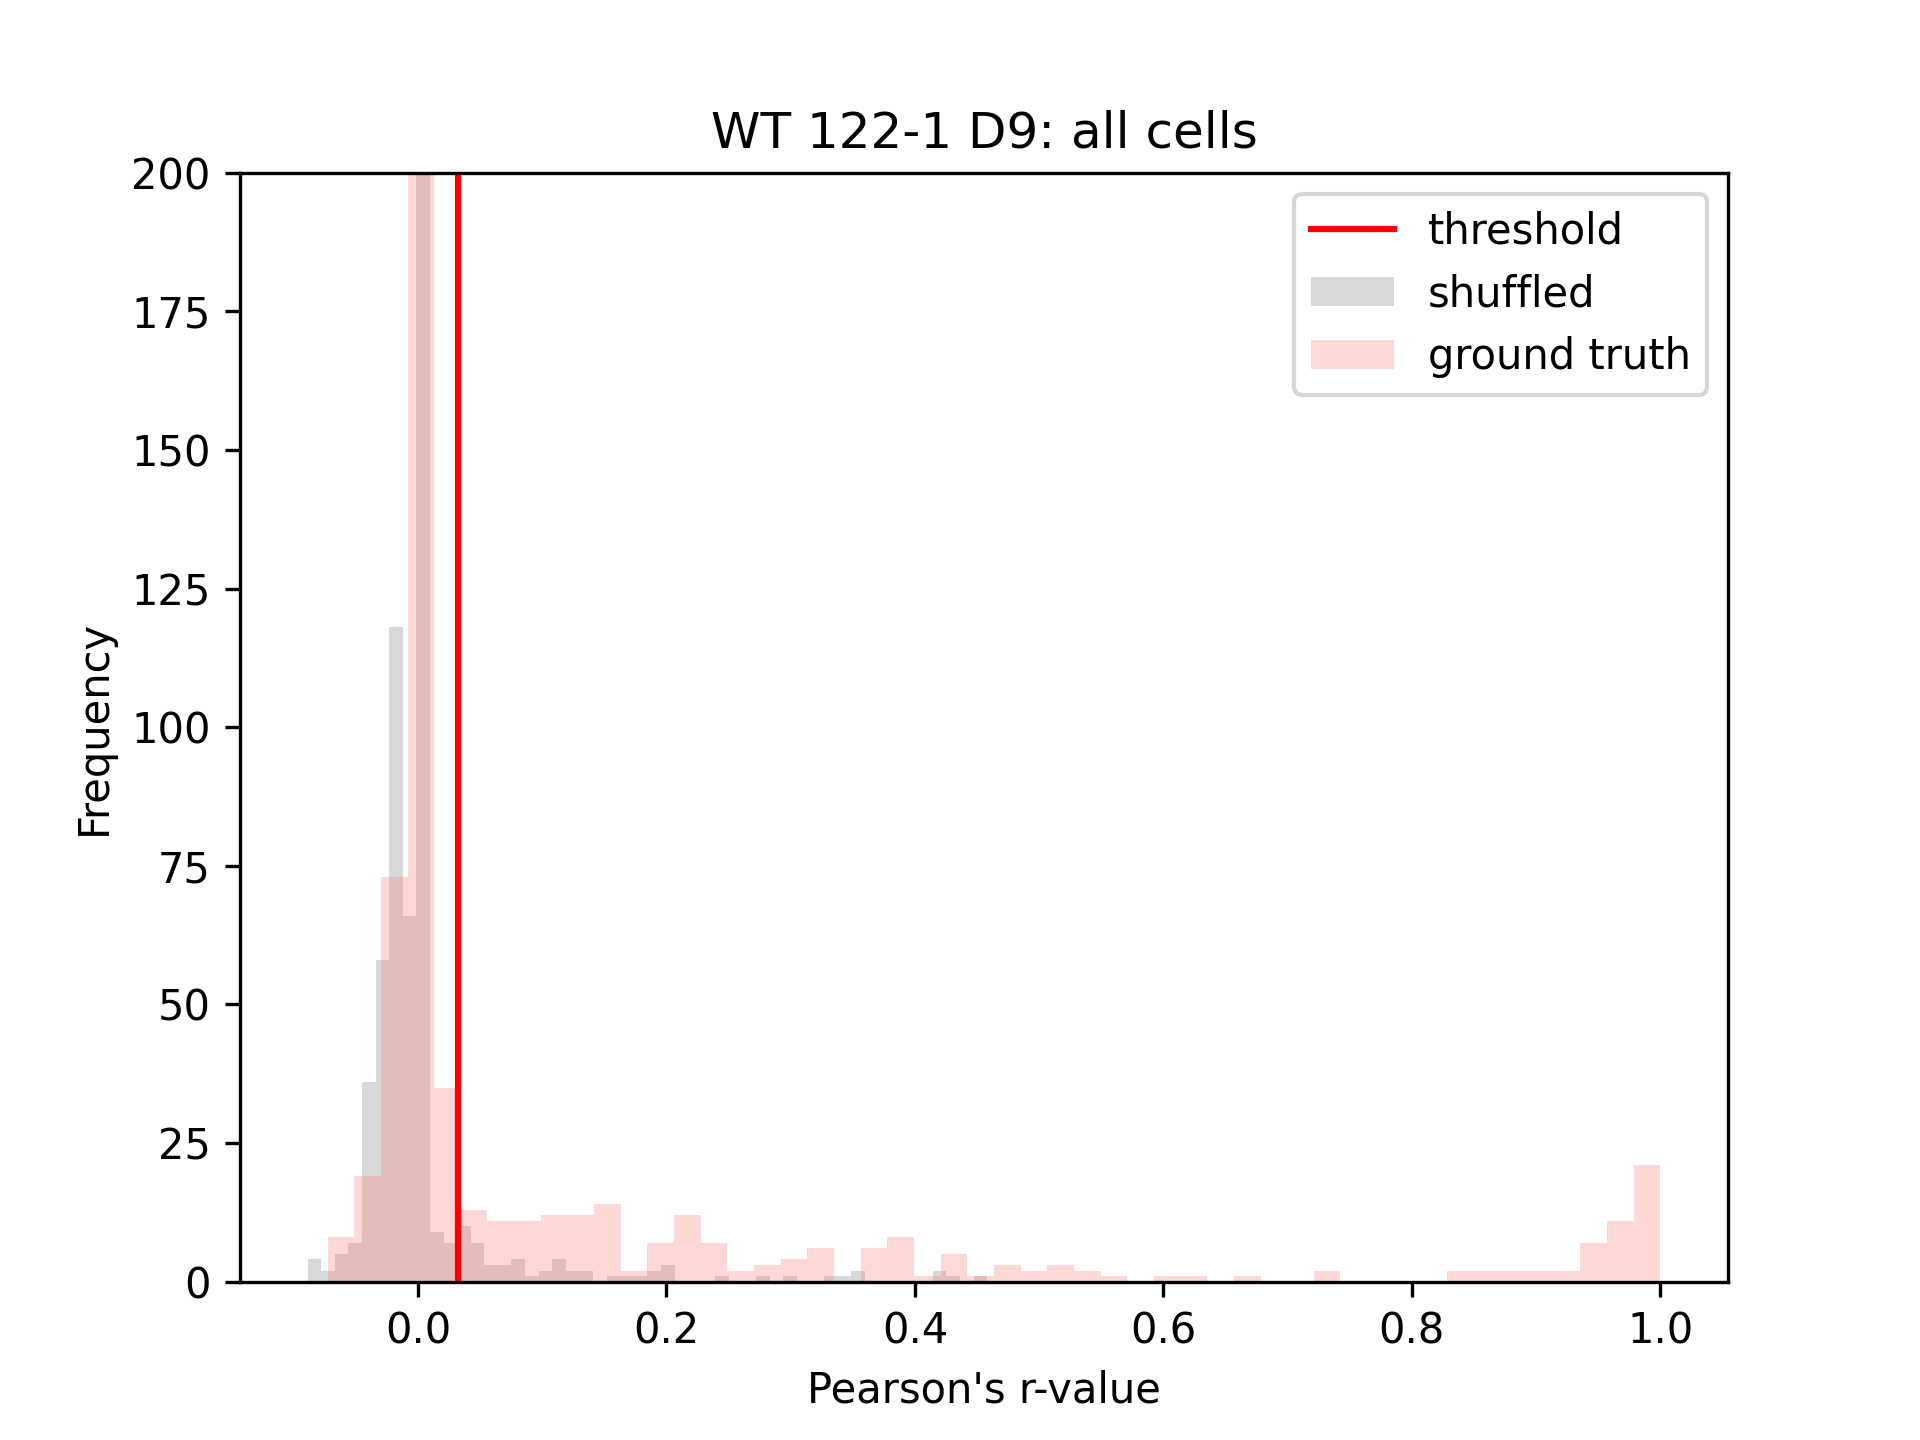 WT 122-1 D9: all cells
threshold
shuffled
ground truth
200
175
150
125
100
75
50
25
0
Frequency
0.0 0.2 0.4 0.6 0.8 1.0
Pearson's r-value